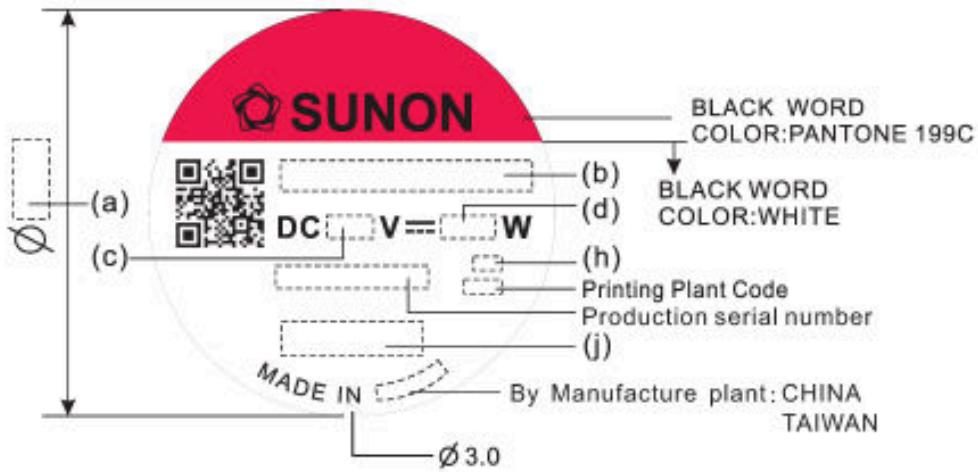 SUNON
BLACK WORD
COLOR:PANTONE 199C
(a)
(b)
BLACK WORD
COLOR:WHITE
(d)
DC V W
Ø
(c)
(h)
Printing Plant Code
Production serial number
(j)
MADE IN
By Manufacture plant: CHINA
TAIWAN
Ø 3.0